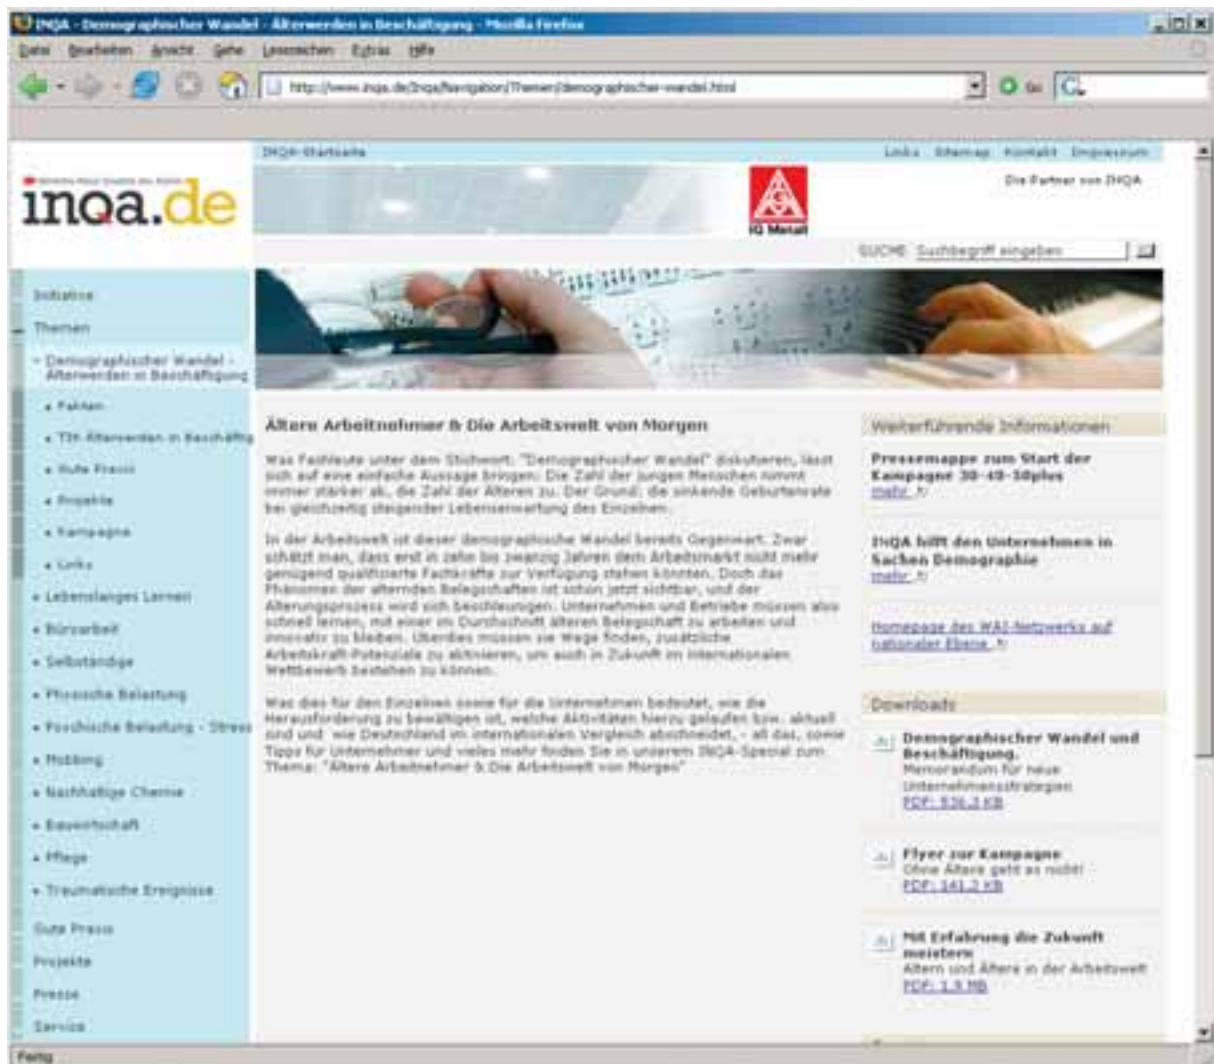 INQA - Demographischer Wandel - Älterwerden in Beschäftigung - Mozilla Firefox
Datei Bearbeiten Ansicht Gehe Lesezeichen Extras Hilfe
http://www.inqa.de/Inqa/Navigation/Themen/demographischer-wandel.html
Go
INQA-Startseite
Links Sitemap Kontakt Impressum
inqa.de
IG Metall
Die Partner von INQA
SUCHE Suchbegriff eingeben
Initiative
Themen
Demographischer Wandel -
Älterwerden in Beschäftigung
Fakten
Älterwerden in Beschäftig
Gute Praxis
Projekte
Kampagne
Links
Lebenslanges Lernen
Büroarbeit
Selbständige
Physische Belastung
Psychische Belastung - Stress
Mobbing
Nachhaltige Chemie
Bauwirtschaft
Pflege
Traumatische Ereignisse
Gute Praxis
Projekte
Presse
Service
Ältere Arbeitnehmer & Die Arbeitswelt von Morgen
Was Fachleute unter dem Stichwort: "Demographischer Wandel" diskutieren, lässt
sich auf eine einfache Aussage bringen: Die Zahl der jungen Menschen nimmt
immer stärker ab, die Zahl der Älteren zu. Der Grund: die sinkende Geburtenrate
bei gleichzeitig steigender Lebenserwartung des Einzelnen.
In der Arbeitswelt ist dieser demographische Wandel bereits Gegenwart. Zwar
schätzt man, dass erst in zehn bis zwanzig Jahren dem Arbeitsmarkt nicht mehr
genügend qualifizierte Fachkräfte zur Verfügung stehen könnten. Doch das
Phänomen der alternden Belegschaften ist schon jetzt sichtbar, und der
Alterungsprozess wird sich beschleunigen. Unternehmen und Betriebe müssen also
schnell lernen, mit einer im Durchschnitt älteren Belegschaft zu arbeiten und
innovativ zu bleiben. Überdies müssen sie Wege finden, zusätzliche
Arbeitskraft-Potenziale zu aktivieren, um auch in Zukunft im internationalen
Wettbewerb bestehen zu können.
Was dies für den Einzelnen sowie für die Unternehmen bedeutet, wie die
Herausforderung zu bewältigen ist, welche Aktivitäten hierzu gelaufen bzw. aktuell
sind und wie Deutschland im internationalen Vergleich abschneidet, - all das, sowie
Tipps für Unternehmer und vieles mehr finden Sie in unserem INQA-Special zum
Thema: "Ältere Arbeitnehmer & Die Arbeitswelt von Morgen"
Weiterführende Informationen
Pressemappe zum Start der
Kampagne 30-40-50plus
mehr
INQA hilft den Unternehmen in
Sachen Demographie
mehr
Homepage des WAI-Netzwerks auf
nationaler Ebene
Downloads
Demographischer Wandel und
Beschäftigung.
Memorandum für neue
Unternehmensstrategien
PDF: 536.3 KB
Flyer zur Kampagne
Ohne Ältere geht es nicht!
PDF: 141.2 KB
Mit Erfahrung die Zukunft
meistern
Altern und Ältere in der Arbeitswelt
PDF: 1.9 MB
Fertig